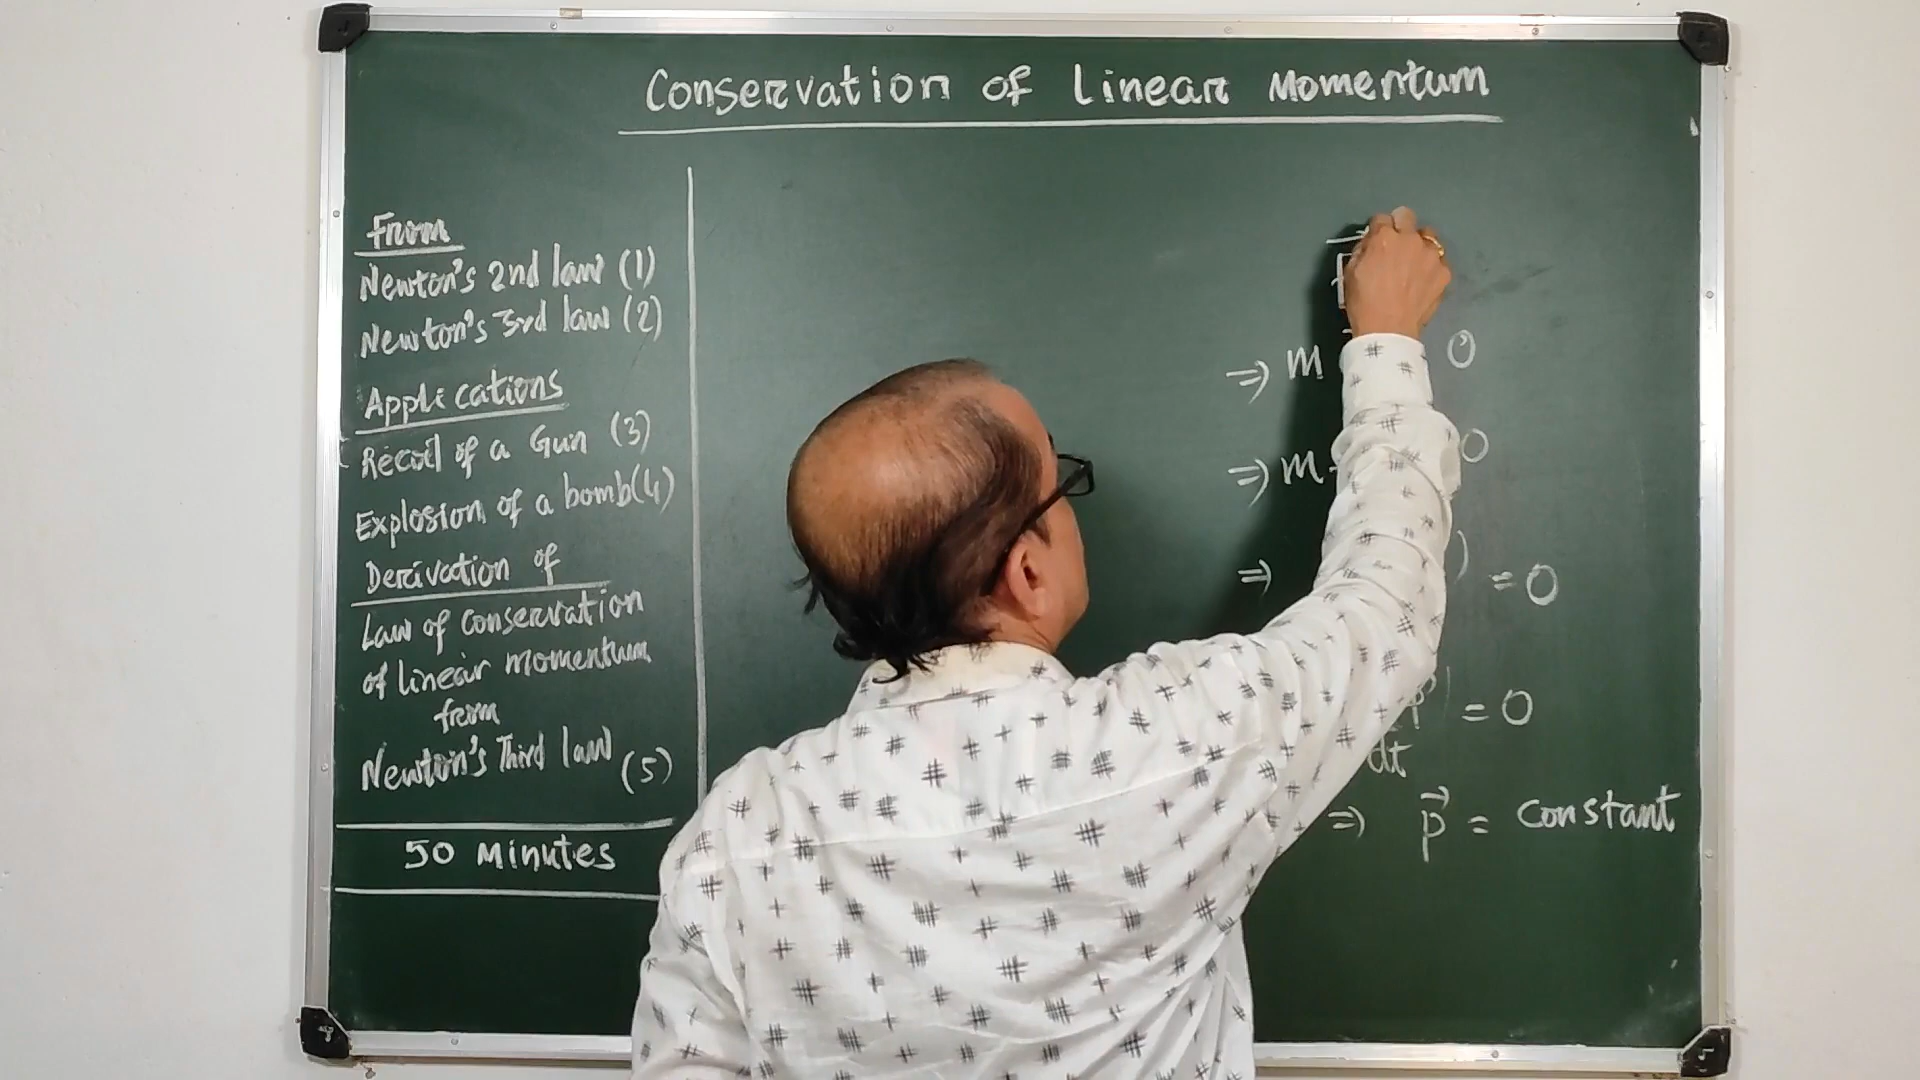 Conservation of Linear Momentum
From
Newton's 2nd law (1)
Newton's 3rd law (2)
Applications
Recoil of a Gun (3)
Explosion of a bomb(4)
Derivation of
Law of conservation
of linear momentum
from
Newton's Third law
(5)
50 Minutes
⇒ m 0
⇒ m 0
⇒ ) = 0
dt = 0
⇒ p⃗ = constant